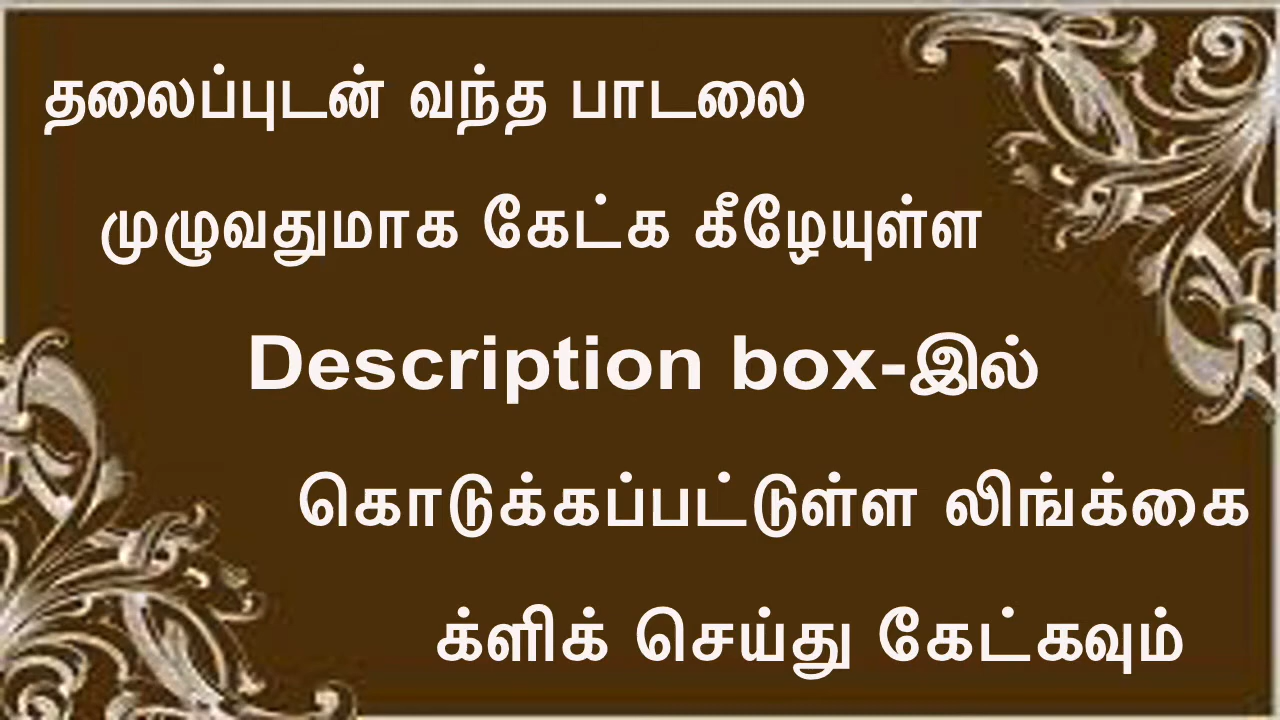 தலைப்புடன் வந்த பாடலை
முழுவதுமாக கேட்க கீழேயுள்ள
Description box-இல்
கொடுக்கப்பட்டுள்ள லிங்க்கை
க்ளிக் செய்து கேட்கவும்